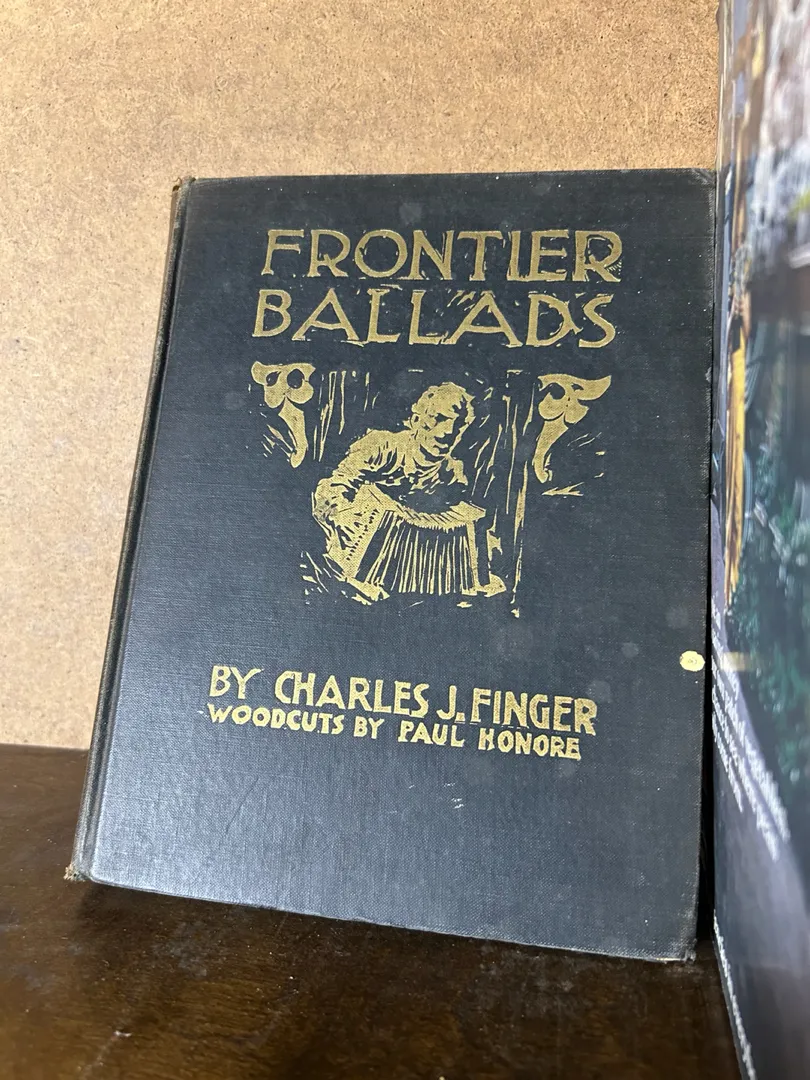 FRONTIER
BALLADS
BY CHARLES J. FINGER
WOODCUTS BY PAUL HONORE